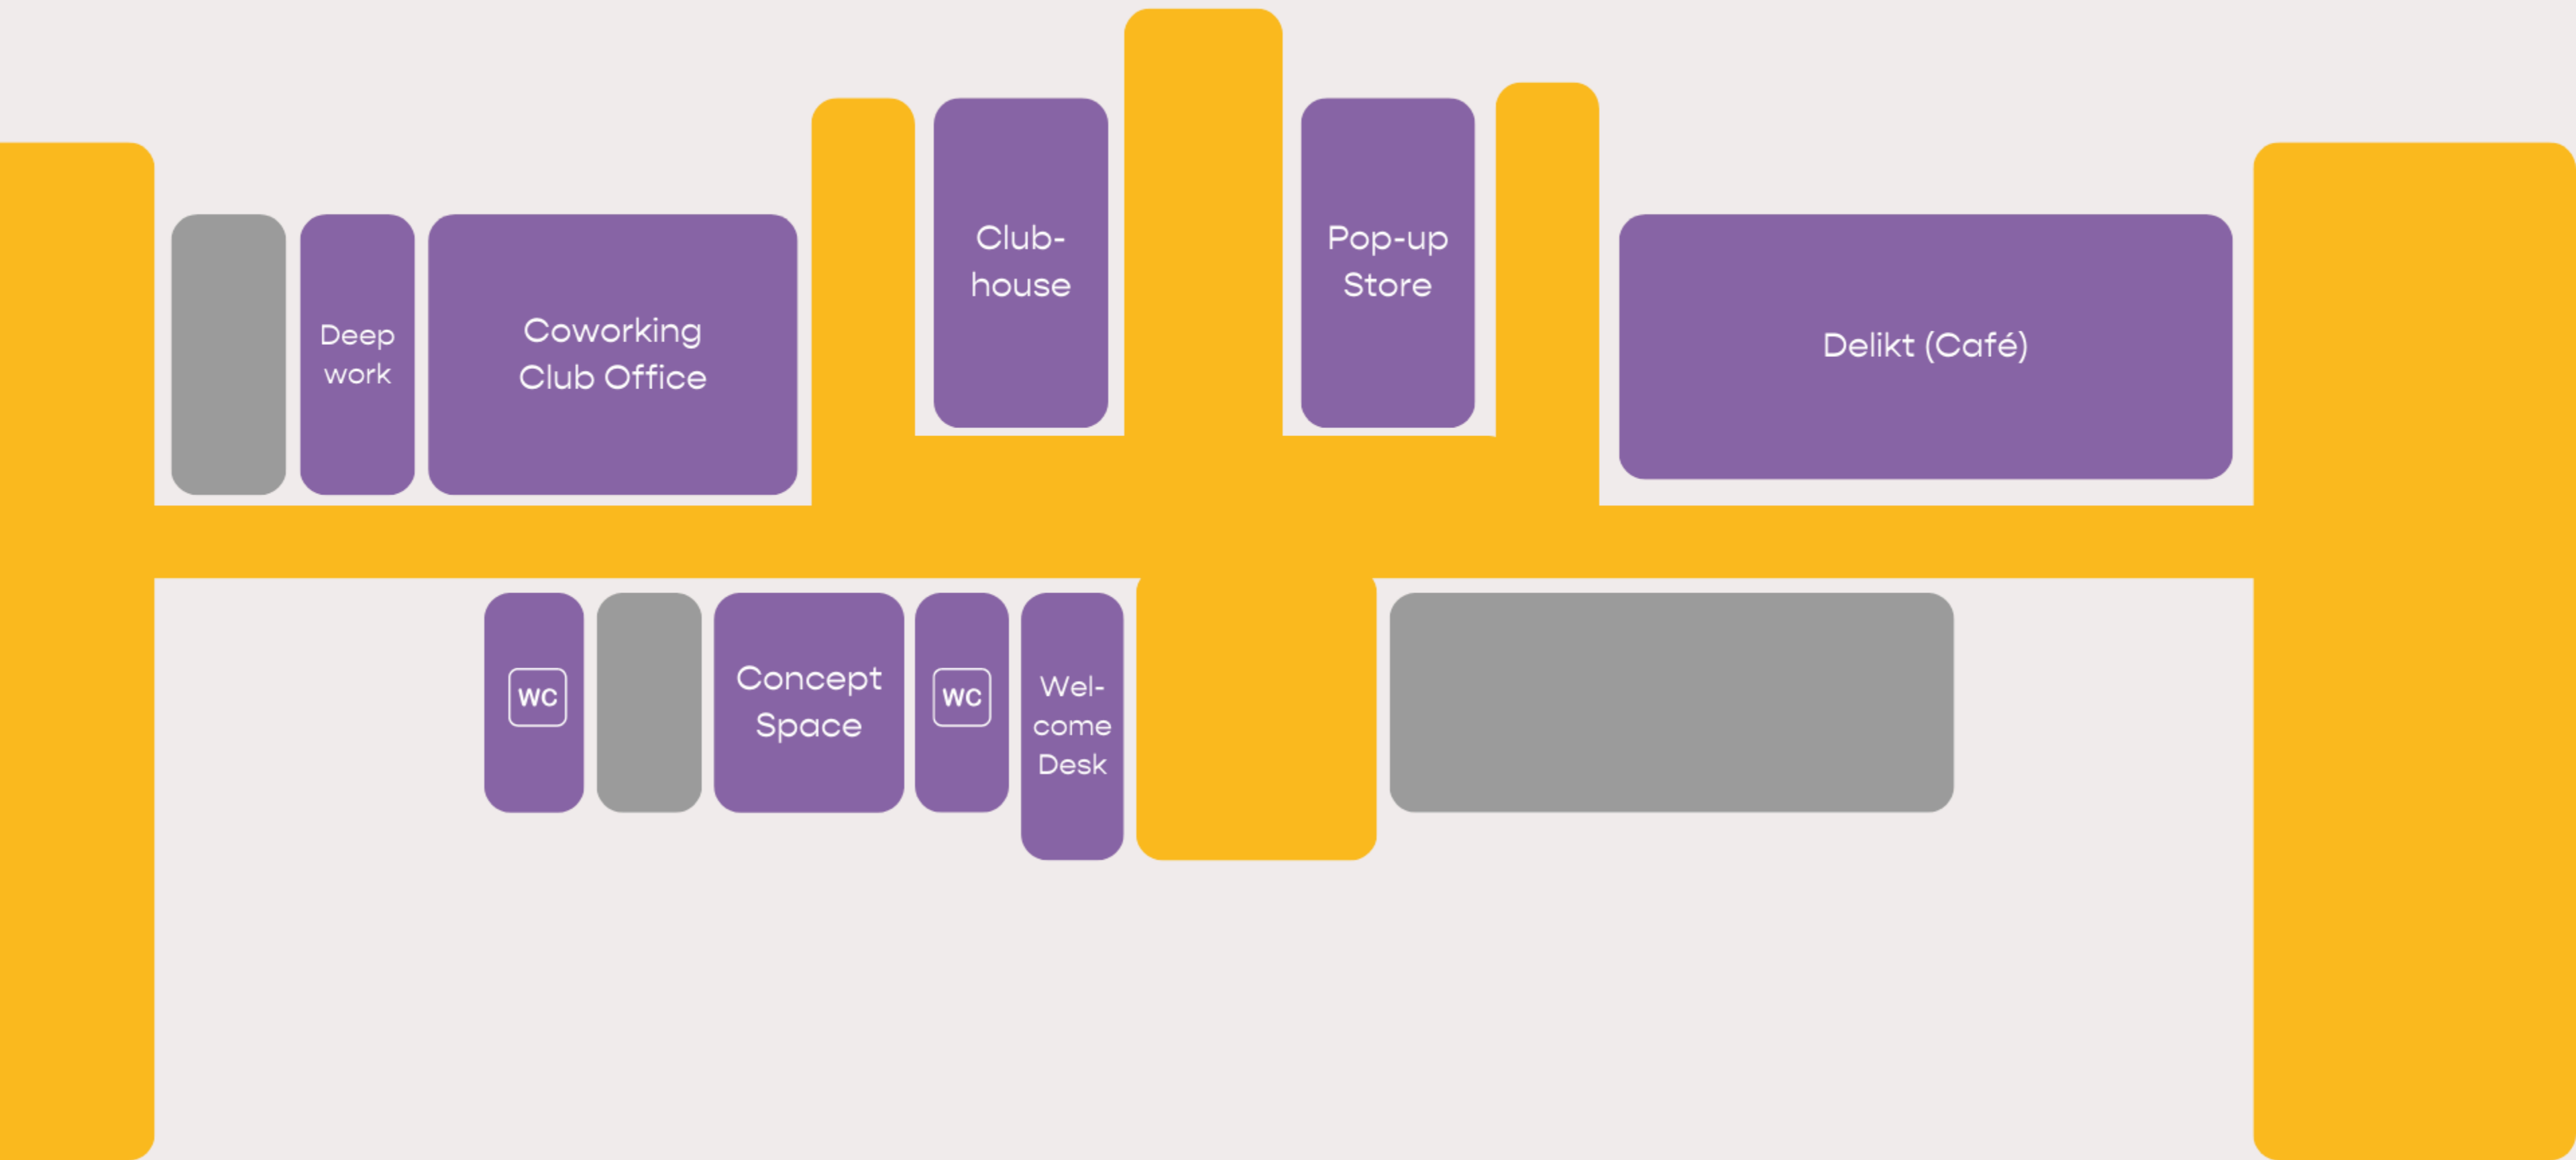 Club-
house
Pop-up
Store
Deep
work
Coworking
Club Office
Delikt (Café)
WC
Concept
Space
WC
Wel-
come
Desk